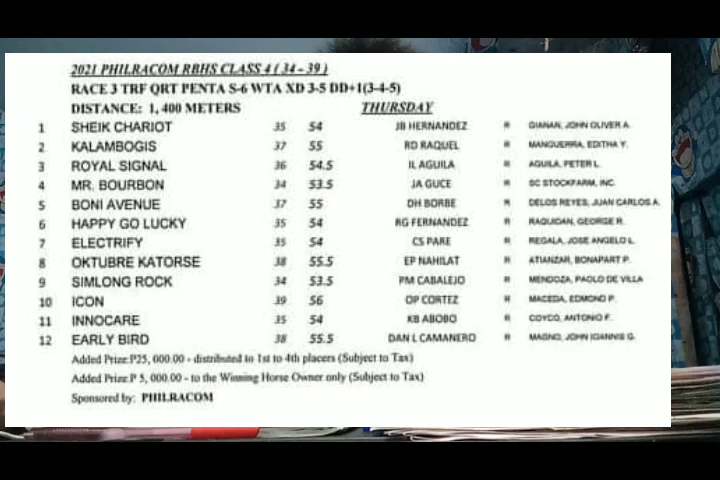 2021 PHILRACOM RBHS CLASS 4 ( 34 - 39 )
RACE 3 TRF QRT PENTA S-6 WTA XD 3-5 DD+1(3-4-5)
DISTANCE: 1, 400 METERS THURSDAY
1 SHEIK CHARIOT 35 54 JB HERNANDEZ R GIANAN, JOHN OLIVER A.
2 KALAMBOGIS 37 55 RD RAQUEL R MANGUERRA, EDITHA Y.
3 ROYAL SIGNAL 36 54.5 IL AGUILA R AGUILA, PETER L.
4 MR. BOURBON 34 53.5 JA GUCE R SC STOCKFARM, INC.
5 BONI AVENUE 37 55 DH BORBE R DELOS REYES, JUAN CARLOS A.
6 HAPPY GO LUCKY 35 54 RG FERNANDEZ R RAQUIDAN, GEORGE R.
7 ELECTRIFY 35 54 CS PARE R REGALA, JOSE ANGELO L.
8 OKTUBRE KATORSE 38 55.5 EP NAHILAT R ATIANZAR, BONAPART P.
9 SIMLONG ROCK 34 53.5 PM CABALEJO R MENDOZA, PAOLO DE VILLA
10 ICON 39 56 OP CORTEZ R MACEDA, EDMOND P.
11 INNOCARE 35 54 KB ABOBO R COYCO, ANTONIO F.
12 EARLY BIRD 38 55.5 DAN L CAMANERO R MAGNO, JOHN IOANNIS G.
Added Prize:P25, 000.00 - distributed to 1st to 4th placers (Subject to Tax)
Added Prize:P 5, 000.00 - to the Winning Horse Owner only (Subject to Tax)
Sponsored by: PHILRACOM